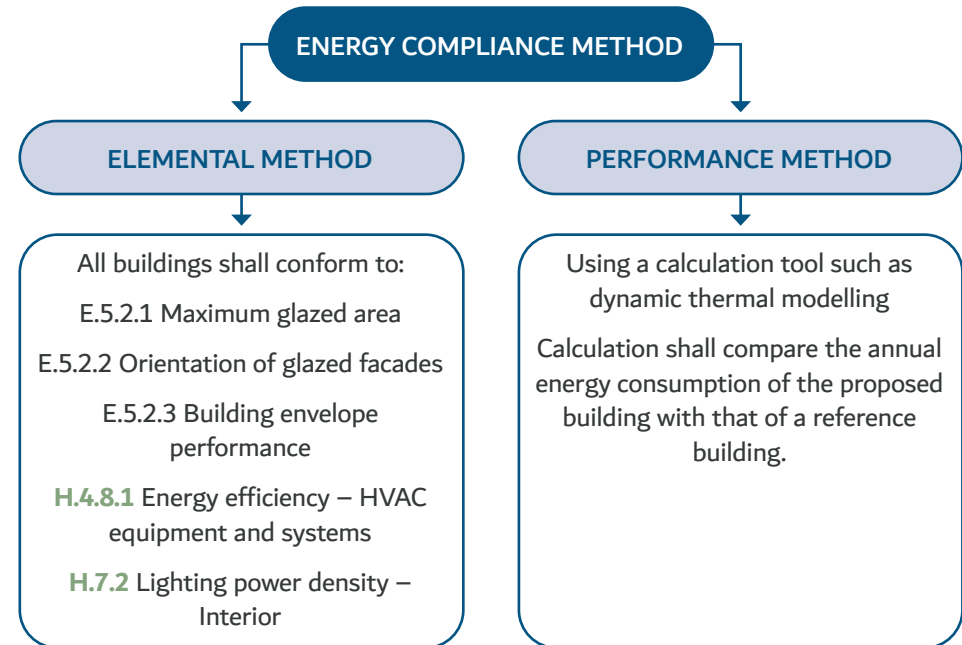 ENERGY COMPLIANCE METHOD
ELEMENTAL METHOD
All buildings shall conform to:
E.5.2.1 Maximum glazed area
E.5.2.2 Orientation of glazed facades
E.5.2.3 Building envelope
performance
H.4.8.1 Energy efficiency – HVAC
equipment and systems
H.7.2 Lighting power density –
Interior
PERFORMANCE METHOD
Using a calculation tool such as
dynamic thermal modelling
Calculation shall compare the annual
energy consumption of the proposed
building with that of a reference
building.